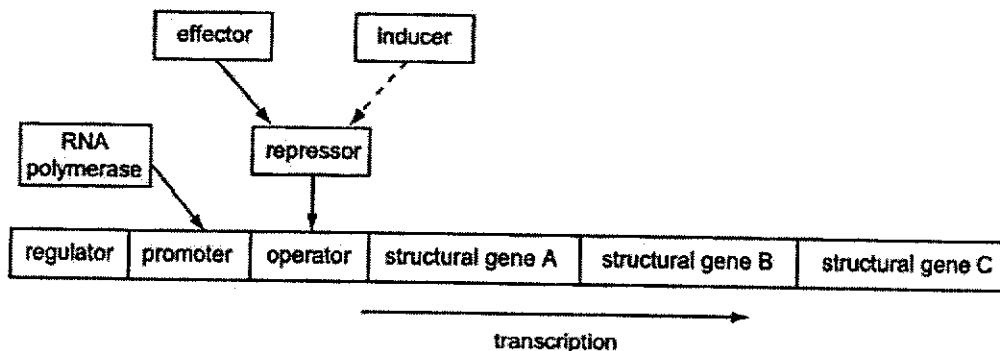 effector
inducer
RNA
polymerase
repressor
regulator
promoter
operator
structural gene A
structural gene B
structural gene C
transcription